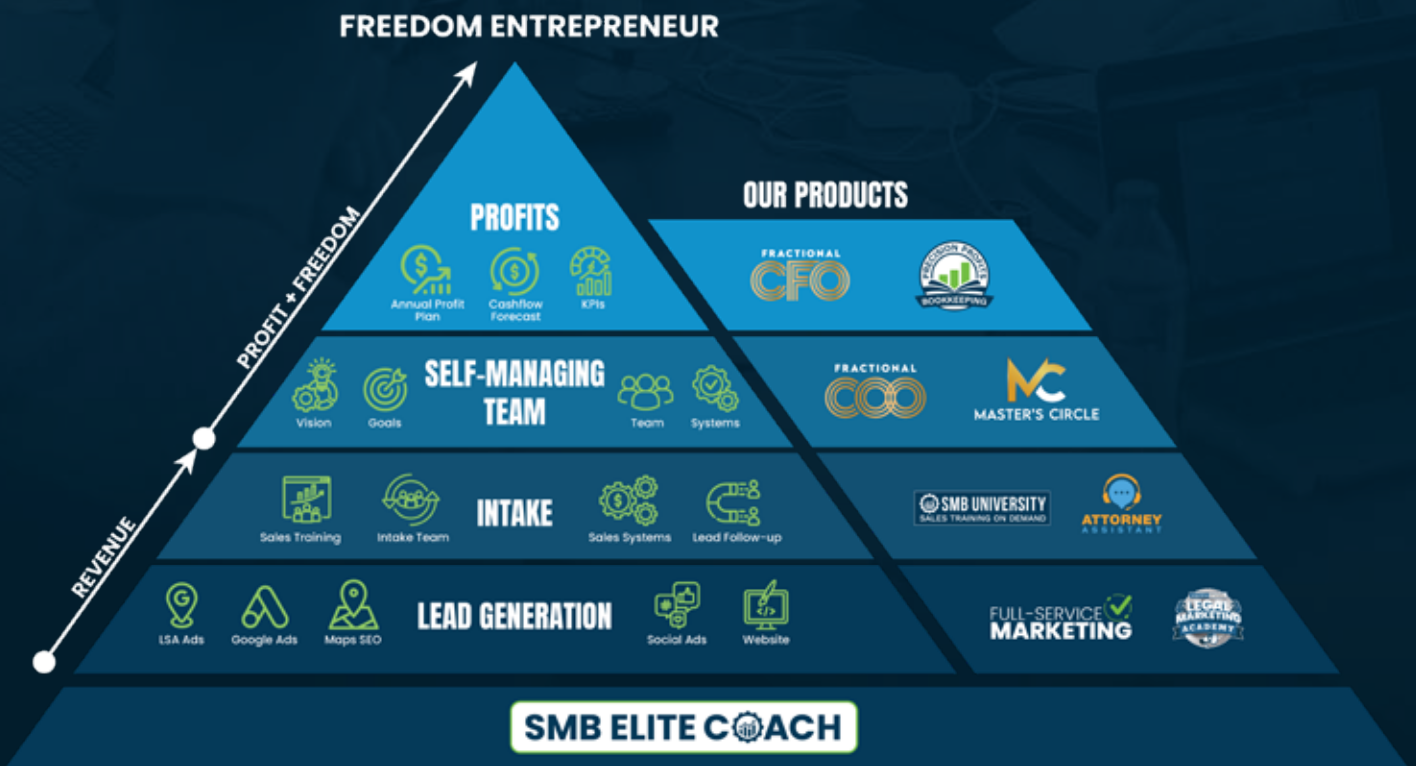 FREEDOM ENTREPRENEUR
PROFIT + FREEDOM
REVENUE
OUR PRODUCTS
PROFITS
Annual Profit
Plan
Cashflow
Forecast
KPIs
FRACTIONAL
CFO
PRECISION PROFITS
BOOKKEEPING
SELF-MANAGING
TEAM
Vision
Goals
Team
Systems
FRACTIONAL
COO
MC
MASTER'S CIRCLE
INTAKE
Sales Training
Intake Team
Sales Systems
Lead Follow-up
SMB UNIVERSITY
SALES TRAINING ON DEMAND
ATTORNEY
ASSISTANT
LEAD GENERATION
G
LSA Ads
Google Ads
Maps SEO
Social Ads
Website
FULL-SERVICE
MARKETING
LEGAL
MARKETING
ACADEMY
SMB ELITE COACH